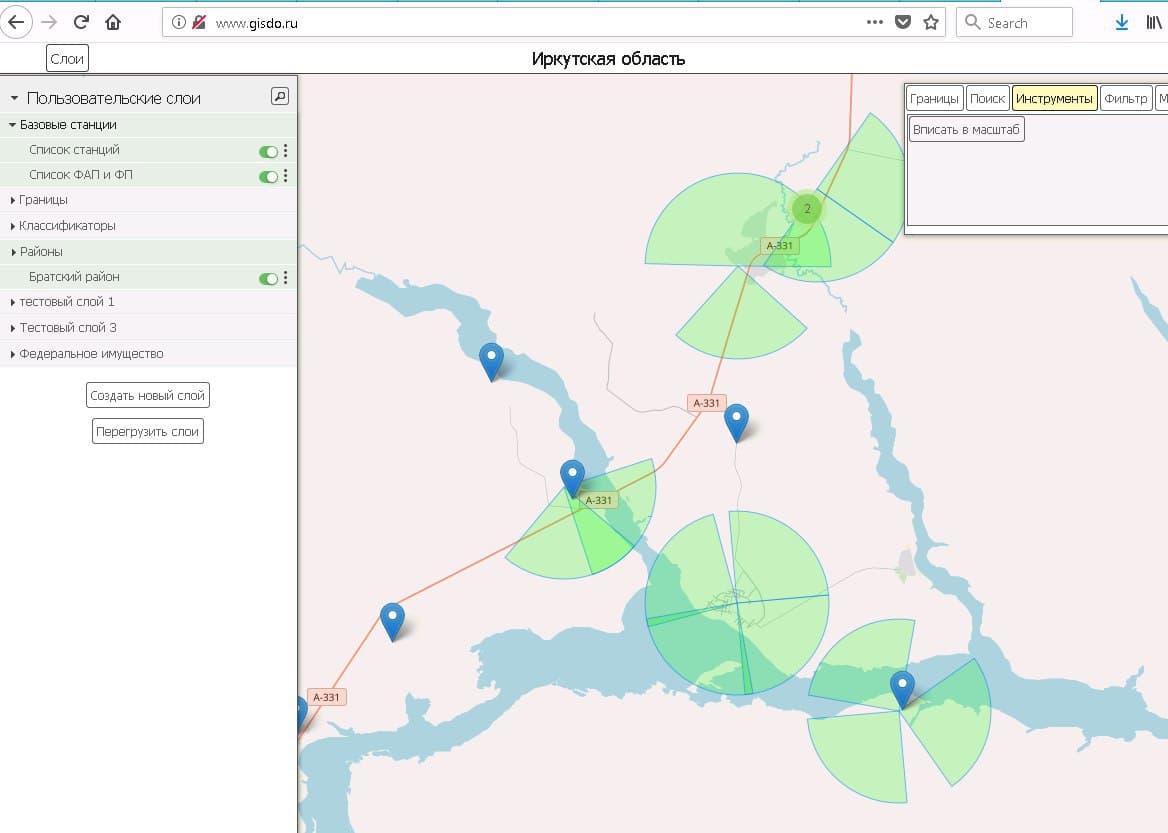 www.gisdo.ru
Search
Слои
Иркутская область
Пользовательские слои
Базовые станции
Список станций
Список ФАП и ФП
Границы
Классификаторы
Районы
Братский район
тестовый слой 1
Тестовый слой 3
Федеральное имущество
Создать новый слой
Перегрузить слои
Границы Поиск Инструменты Фильтр М
Вписать в масштаб
2
А-331
А-331
А-331
А-331